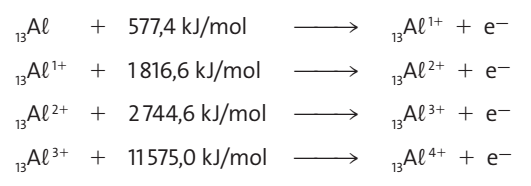 ₁₃Aℓ + 577,4 kJ/mol ⟶ ₁₃Aℓ¹⁺ + e⁻
₁₃Aℓ¹⁺ + 1 816,6 kJ/mol ⟶ ₁₃Aℓ²⁺ + e⁻
₁₃Aℓ²⁺ + 2 744,6 kJ/mol ⟶ ₁₃Aℓ³⁺ + e⁻
₁₃Aℓ³⁺ + 11 575,0 kJ/mol ⟶ ₁₃Aℓ⁴⁺ + e⁻